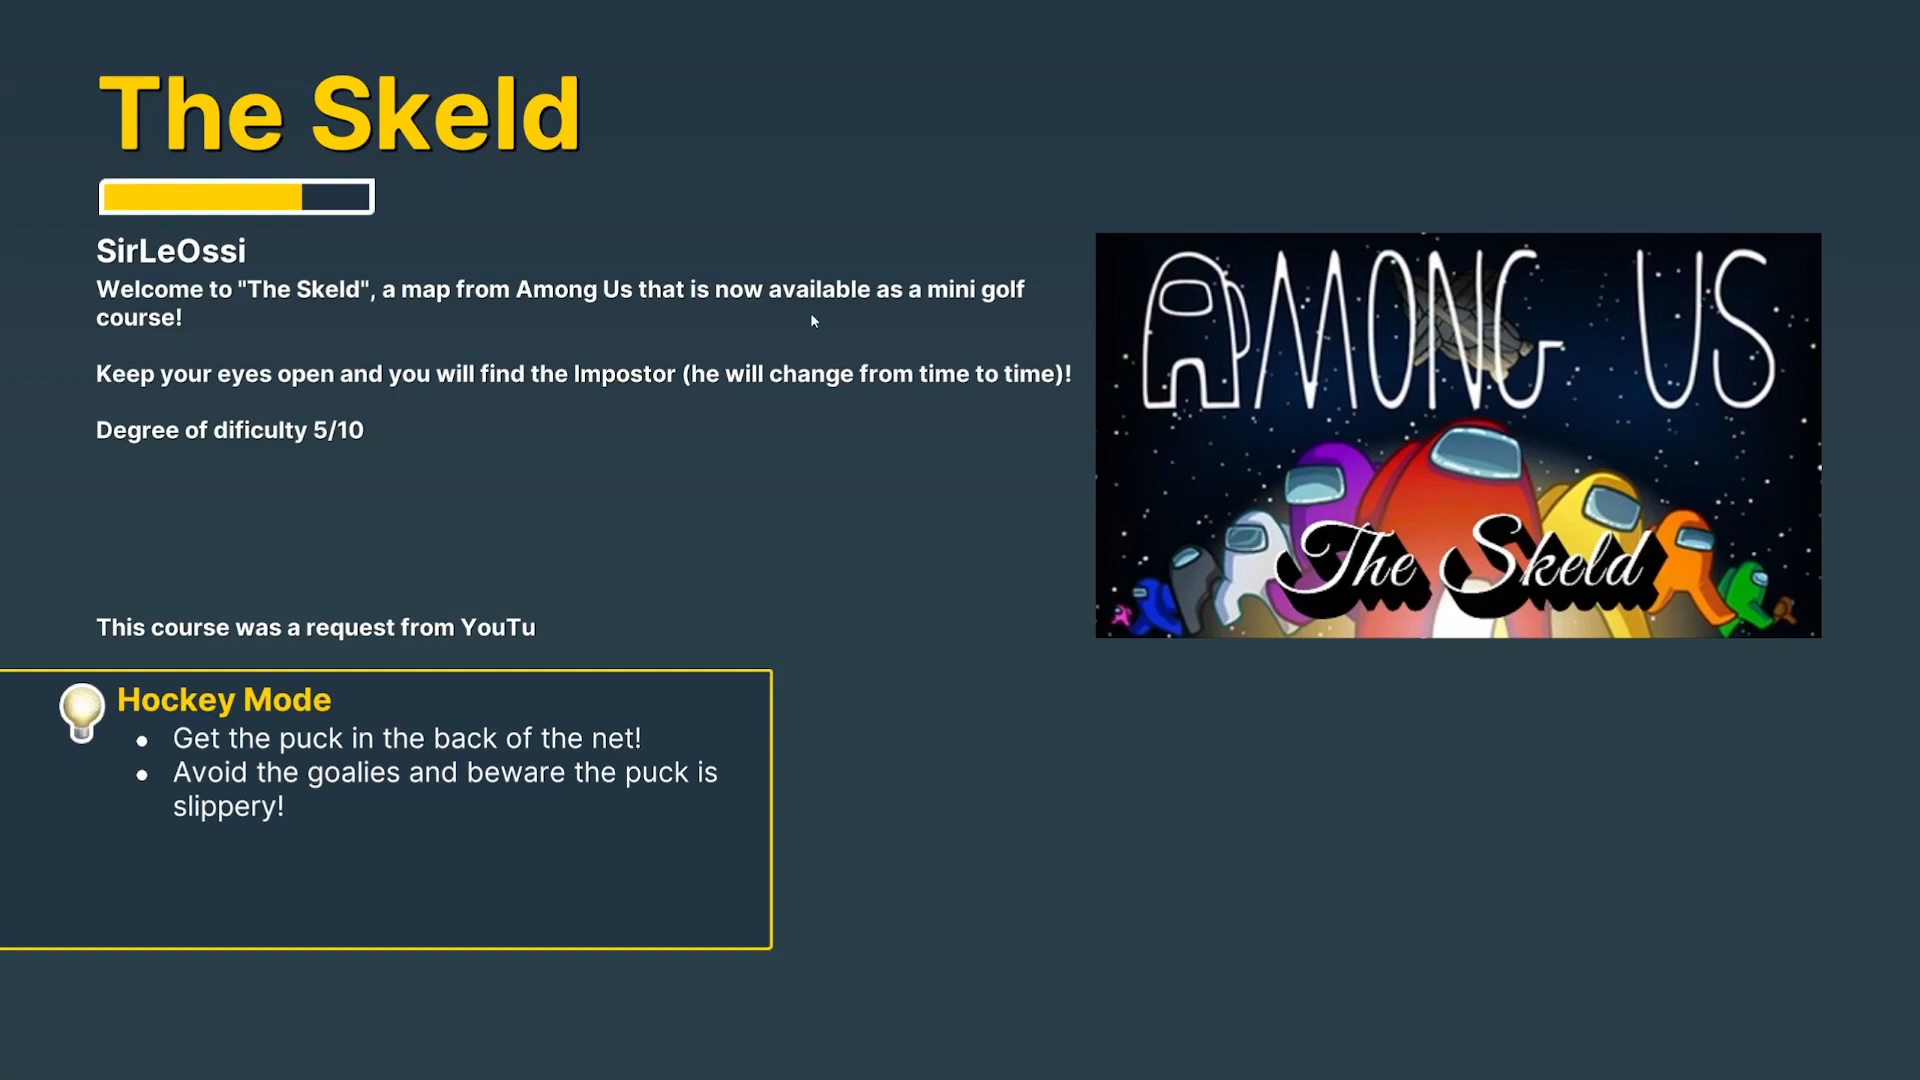 The Skeld
SirLeOssi
Welcome to "The Skeld", a map from Among Us that is now available as a mini golf
course!
Keep your eyes open and you will find the Impostor (he will change from time to time)!
Degree of dificulty 5/10
This course was a request from YouTu
AMONG US
The Skeld
Hockey Mode
• Get the puck in the back of the net!
• Avoid the goalies and beware the puck is
slippery!